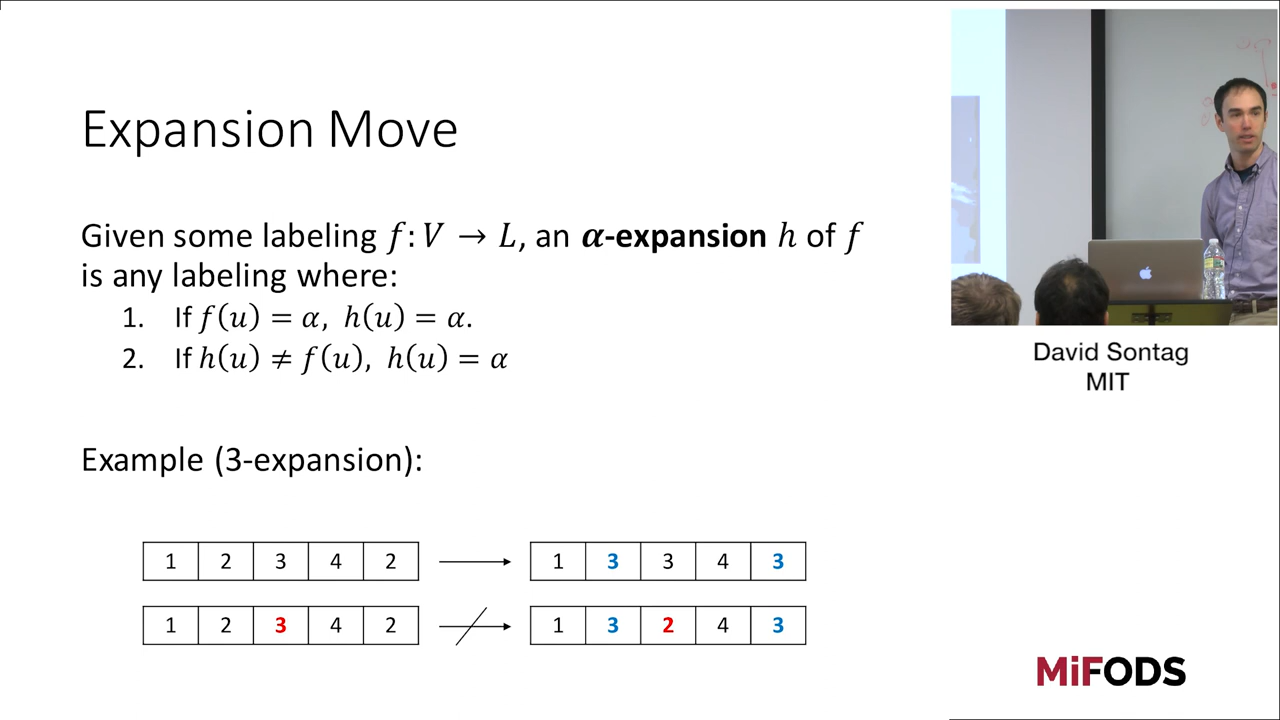 Expansion Move
Given some labeling 𝑓: 𝑉 → 𝐿, an 𝜶-expansion ℎ of 𝑓
is any labeling where:
1. If 𝑓(𝑢) = 𝛼, ℎ(𝑢) = 𝛼.
2. If ℎ(𝑢) ≠ 𝑓(𝑢), ℎ(𝑢) = 𝛼
Example (3-expansion):
1 2 3 4 2 → 1 3 3 4 3
1 2 3 4 2 ↛ 1 3 2 4 3
David Sontag
MIT
MiFODS